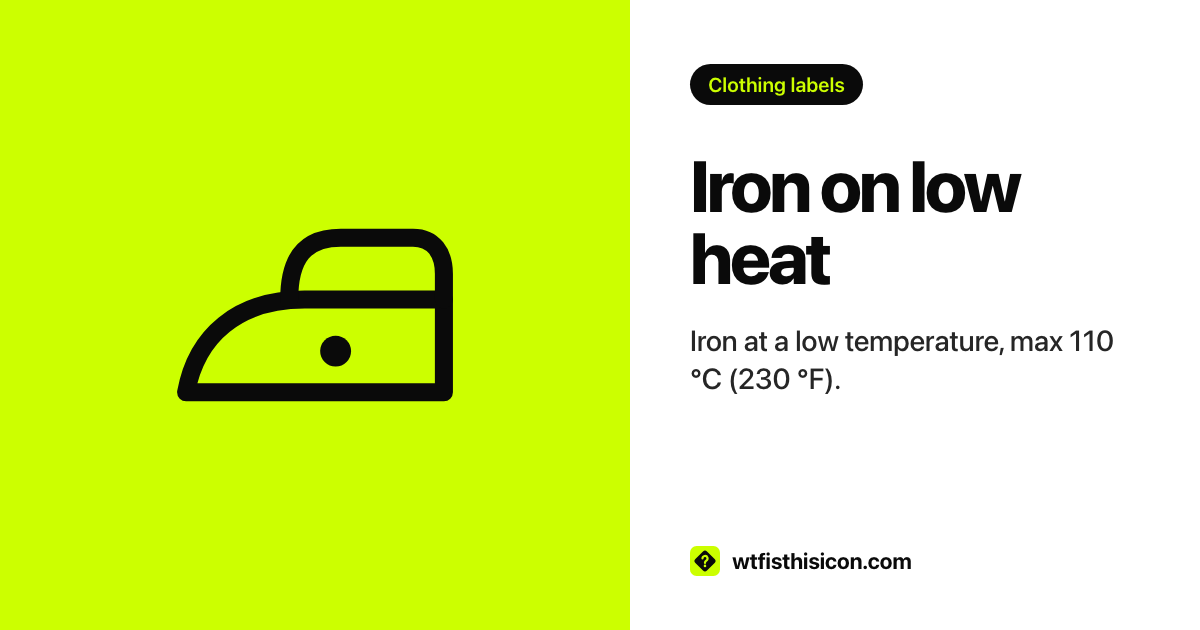 Clothing labels
Iron on low
heat
Iron at a low temperature, max 110
°C (230 °F).
?
wtfisthisicon.com